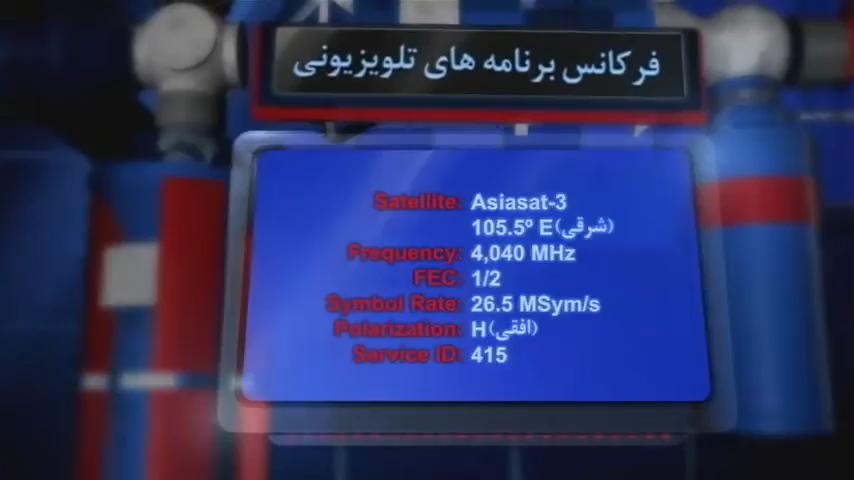 فرکانس برنامه های تلویزیونی
Satellite: Asiasat-3
105.5º E(شرقی)
Frequency: 4,040 MHz
FEC: 1/2
Symbol Rate: 26.5 MSym/s
Polarization: H(افقی)
Service ID: 415